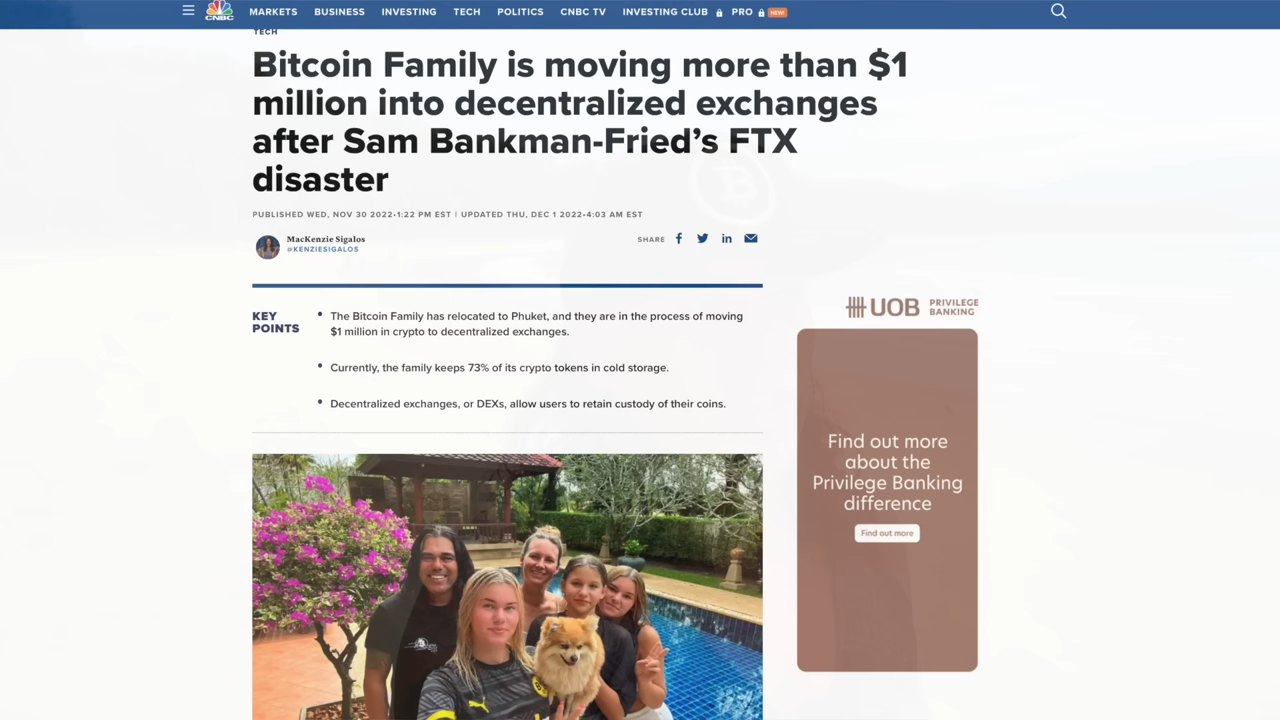 CNBC
MARKETS BUSINESS INVESTING TECH POLITICS CNBC TV INVESTING CLUB PRO NEW!
TECH
Bitcoin Family is moving more than $1
million into decentralized exchanges
after Sam Bankman-Fried’s FTX
disaster
PUBLISHED WED, NOV 30 2022•1:22 PM EST | UPDATED THU, DEC 1 2022•4:03 AM EST
MacKenzie Sigalos
@KENZIESIGALOS
SHARE
KEY
POINTS
• The Bitcoin Family has relocated to Phuket, and they are in the process of moving
$1 million in crypto to decentralized exchanges.
• Currently, the family keeps 73% of its crypto tokens in cold storage.
• Decentralized exchanges, or DEXs, allow users to retain custody of their coins.
UOB PRIVILEGE
BANKING
Find out more
about the
Privilege Banking
difference
Find out more